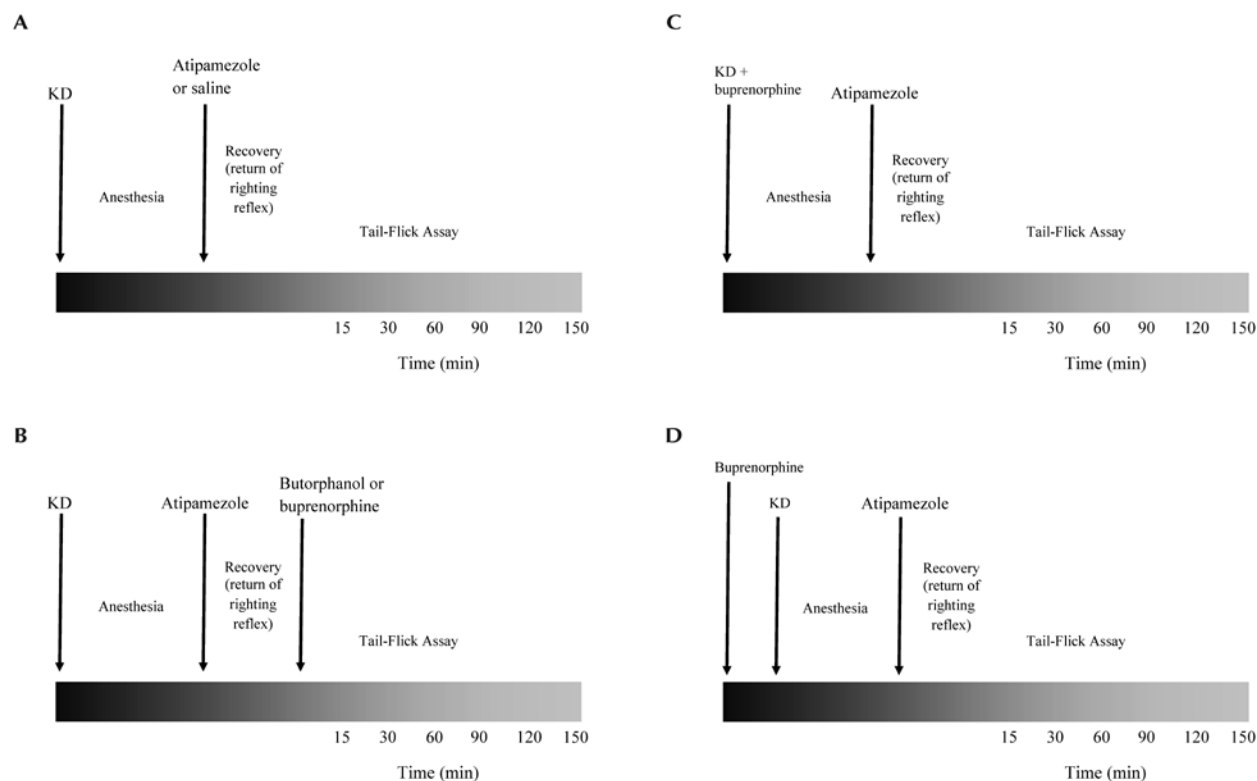 A
KD
Atipamezole
or saline
Anesthesia
Recovery
(return of
righting
reflex)
Tail-Flick Assay
15 30 60 90 120 150
Time (min)
B
KD
Atipamezole
Butorphanol or
buprenorphine
Anesthesia
Recovery
(return of
righting
reflex)
Tail-Flick Assay
15 30 60 90 120 150
Time (min)
C
KD +
buprenorphine
Atipamezole
Anesthesia
Recovery
(return of
righting
reflex)
Tail-Flick Assay
15 30 60 90 120 150
Time (min)
D
Buprenorphine
KD
Atipamezole
Anesthesia
Recovery
(return of
righting
reflex)
Tail-Flick Assay
15 30 60 90 120 150
Time (min)